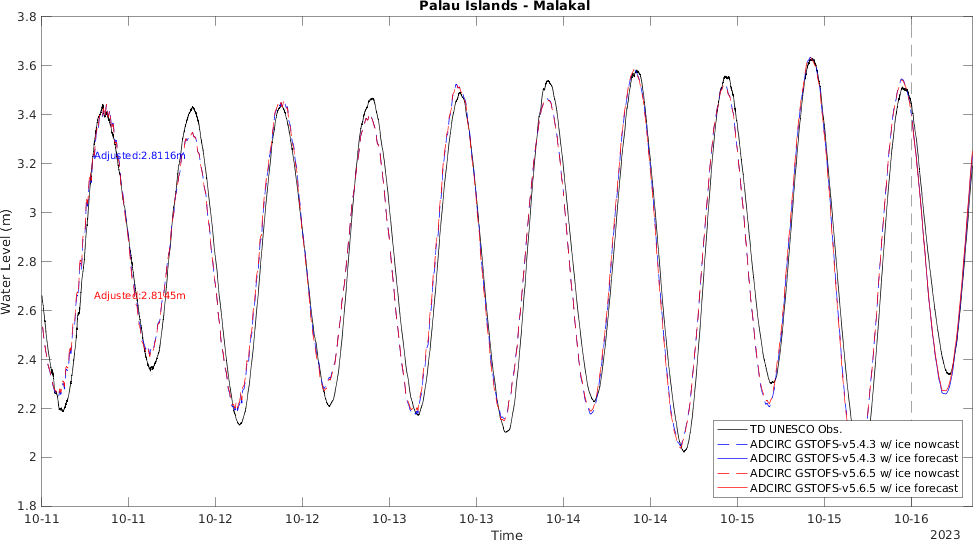 Palau Islands - Malakal
3.8
3.6
3.4
3.2
3
2.8
2.6
2.4
2.2
2
1.8
Water Level (m)
Adjusted:2.8116m
Adjusted:2.8145m
TD UNESCO Obs.
ADCIRC GSTOFS-v5.4.3 w/ ice nowcast
ADCIRC GSTOFS-v5.4.3 w/ ice forecast
ADCIRC GSTOFS-v5.6.5 w/ ice nowcast
ADCIRC GSTOFS-v5.6.5 w/ ice forecast
10-11 10-11 10-12 10-12 10-13 10-13 10-14 10-14 10-15 10-15 10-16
Time
2023